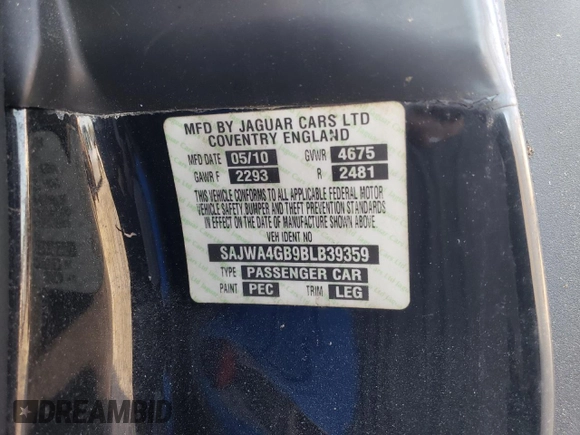 MFD BY JAGUAR CARS LTD
COVENTRY ENGLAND
MFD DATE 05/10 GVWR 4675
GAWR F 2293 R 2481
THIS VEHICLE CONFORMS TO ALL APPLICABLE FEDERAL MOTOR
VEHICLE SAFETY BUMPER AND THEFT PREVENTION STANDARDS
IN EFFECT ON THE DATE OF MANUFACTURE SHOWN ABOVE.
VEH IDENT NO
SAJWA4GB9BLB39359
TYPE PASSENGER CAR
PAINT PEC TRIM LEG
DREAMBID